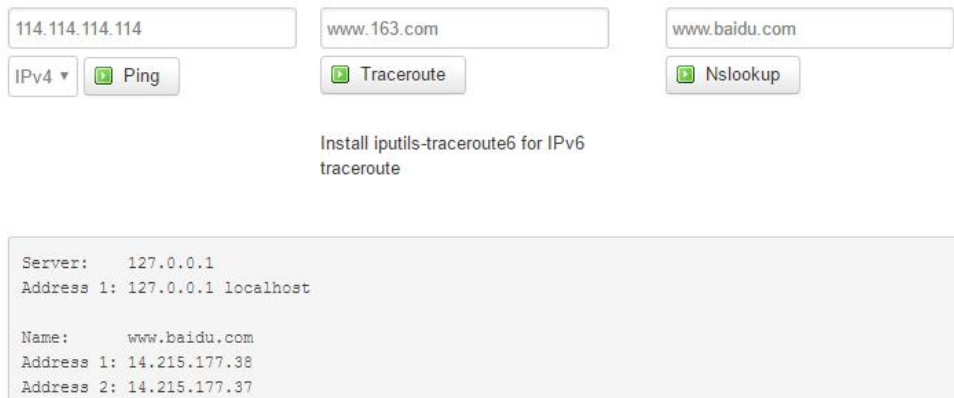 114.114.114.114
www.163.com
www.baidu.com
IPv4
Ping
Traceroute
Nslookup
Install iputils-traceroute6 for IPv6
traceroute
Server: 127.0.0.1
Address 1: 127.0.0.1 localhost
Name: www.baidu.com
Address 1: 14.215.177.38
Address 2: 14.215.177.37